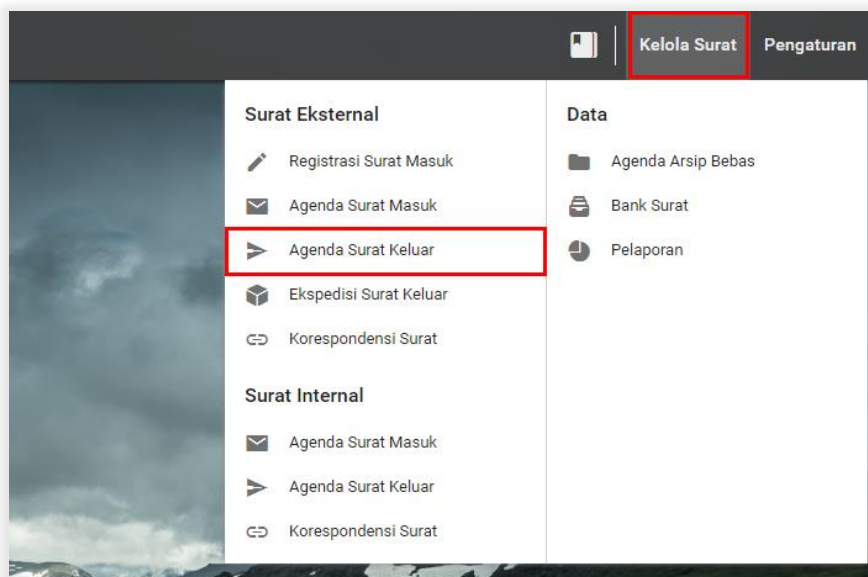 Kelola Surat
Pengaturan
Surat Eksternal
Registrasi Surat Masuk
Agenda Surat Masuk
Agenda Surat Keluar
Ekspedisi Surat Keluar
Korespondensi Surat
Surat Internal
Agenda Surat Masuk
Agenda Surat Keluar
Korespondensi Surat
Data
Agenda Arsip Bebas
Bank Surat
Pelaporan